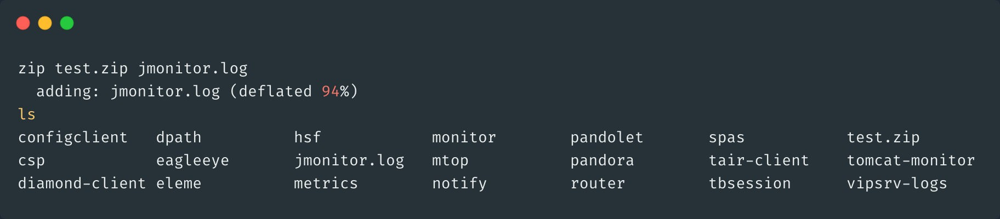 zip test.zip jmonitor.log
  adding: jmonitor.log (deflated 94%)
ls
configclient   dpath          hsf            monitor        pandolet       spas           test.zip
csp            eagleeye       jmonitor.log   mtop           pandora        tair-client    tomcat-monitor
diamond-client eleme          metrics        notify         router         tbsession      vipsrv-logs